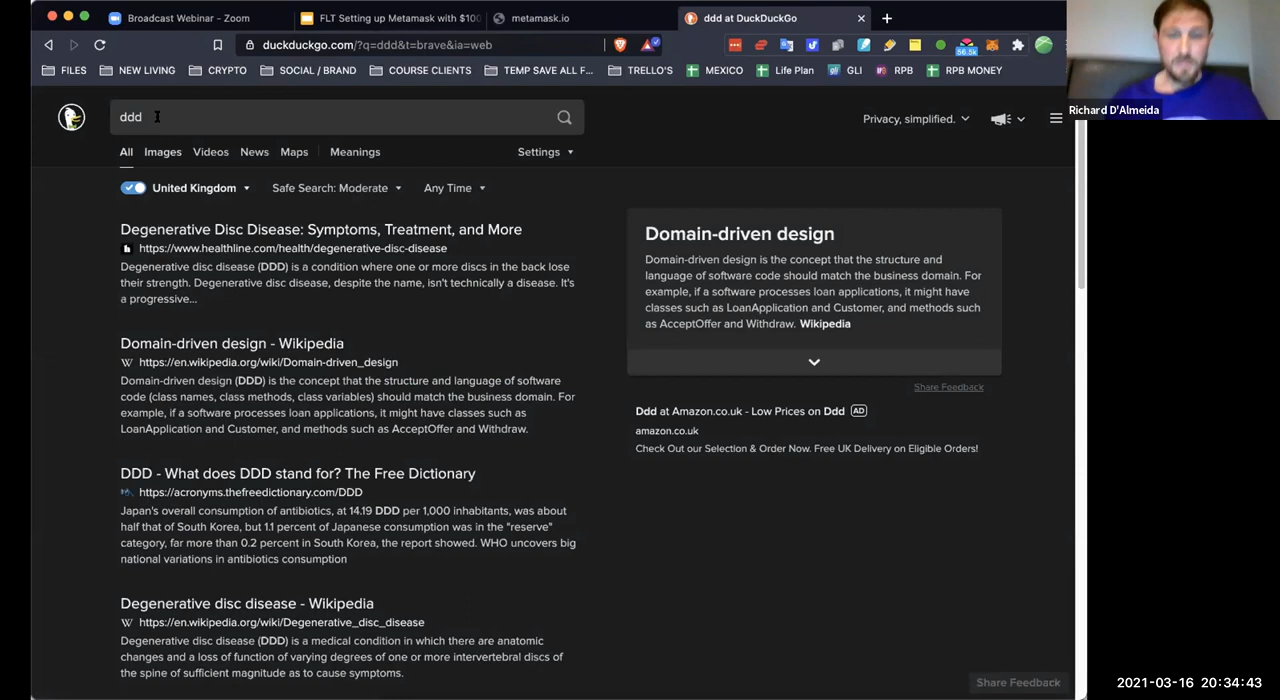 Broadcast Webinar - Zoom
FLT Setting up Metamask with $100
metamask.io
ddd at DuckDuckGo
duckduckgo.com/?q=ddd&t=brave&ia=web
56.5k
FILES
NEW LIVING
CRYPTO
SOCIAL / BRAND
COURSE CLIENTS
TEMP SAVE ALL F...
TRELLO'S
MEXICO
Life Plan
GLI
RPB
RPB MONEY
Richard D'Almeida
ddd
Privacy, simplified.
All Images Videos News Maps Meanings
Settings
United Kingdom
Safe Search: Moderate
Any Time
Degenerative Disc Disease: Symptoms, Treatment, and More
https://www.healthline.com/health/degenerative-disc-disease
Degenerative disc disease (DDD) is a condition where one or more discs in the back lose
their strength. Degenerative disc disease, despite the name, isn't technically a disease. It's
a progressive...
Domain-driven design - Wikipedia
W https://en.wikipedia.org/wiki/Domain-driven_design
Domain-driven design (DDD) is the concept that the structure and language of software
code (class names, class methods, class variables) should match the business domain. For
example, if a software processes loan applications, it might have classes such as
LoanApplication and Customer, and methods such as AcceptOffer and Withdraw.
DDD - What does DDD stand for? The Free Dictionary
https://acronyms.thefreedictionary.com/DDD
Japan's overall consumption of antibiotics, at 14.19 DDD per 1,000 inhabitants, was about
half that of South Korea, but 1.1 percent of Japanese consumption was in the "reserve"
category, far more than 0.2 percent in South Korea, the report showed. WHO uncovers big
national variations in antibiotics consumption
Degenerative disc disease - Wikipedia
W https://en.wikipedia.org/wiki/Degenerative_disc_disease
Degenerative disc disease (DDD) is a medical condition in which there are anatomic
changes and a loss of function of varying degrees of one or more intervertebral discs of
the spine of sufficient magnitude as to cause symptoms.
Domain-driven design
Domain-driven design is the concept that the structure and
language of software code should match the business domain. For
example, if a software processes loan applications, it might have
classes such as LoanApplication and Customer, and methods such
as AcceptOffer and Withdraw. Wikipedia
Share Feedback
Ddd at Amazon.co.uk - Low Prices on Ddd AD
amazon.co.uk
Check Out our Selection & Order Now. Free UK Delivery on Eligible Orders!
Share Feedback
2021-03-16 20:34:43